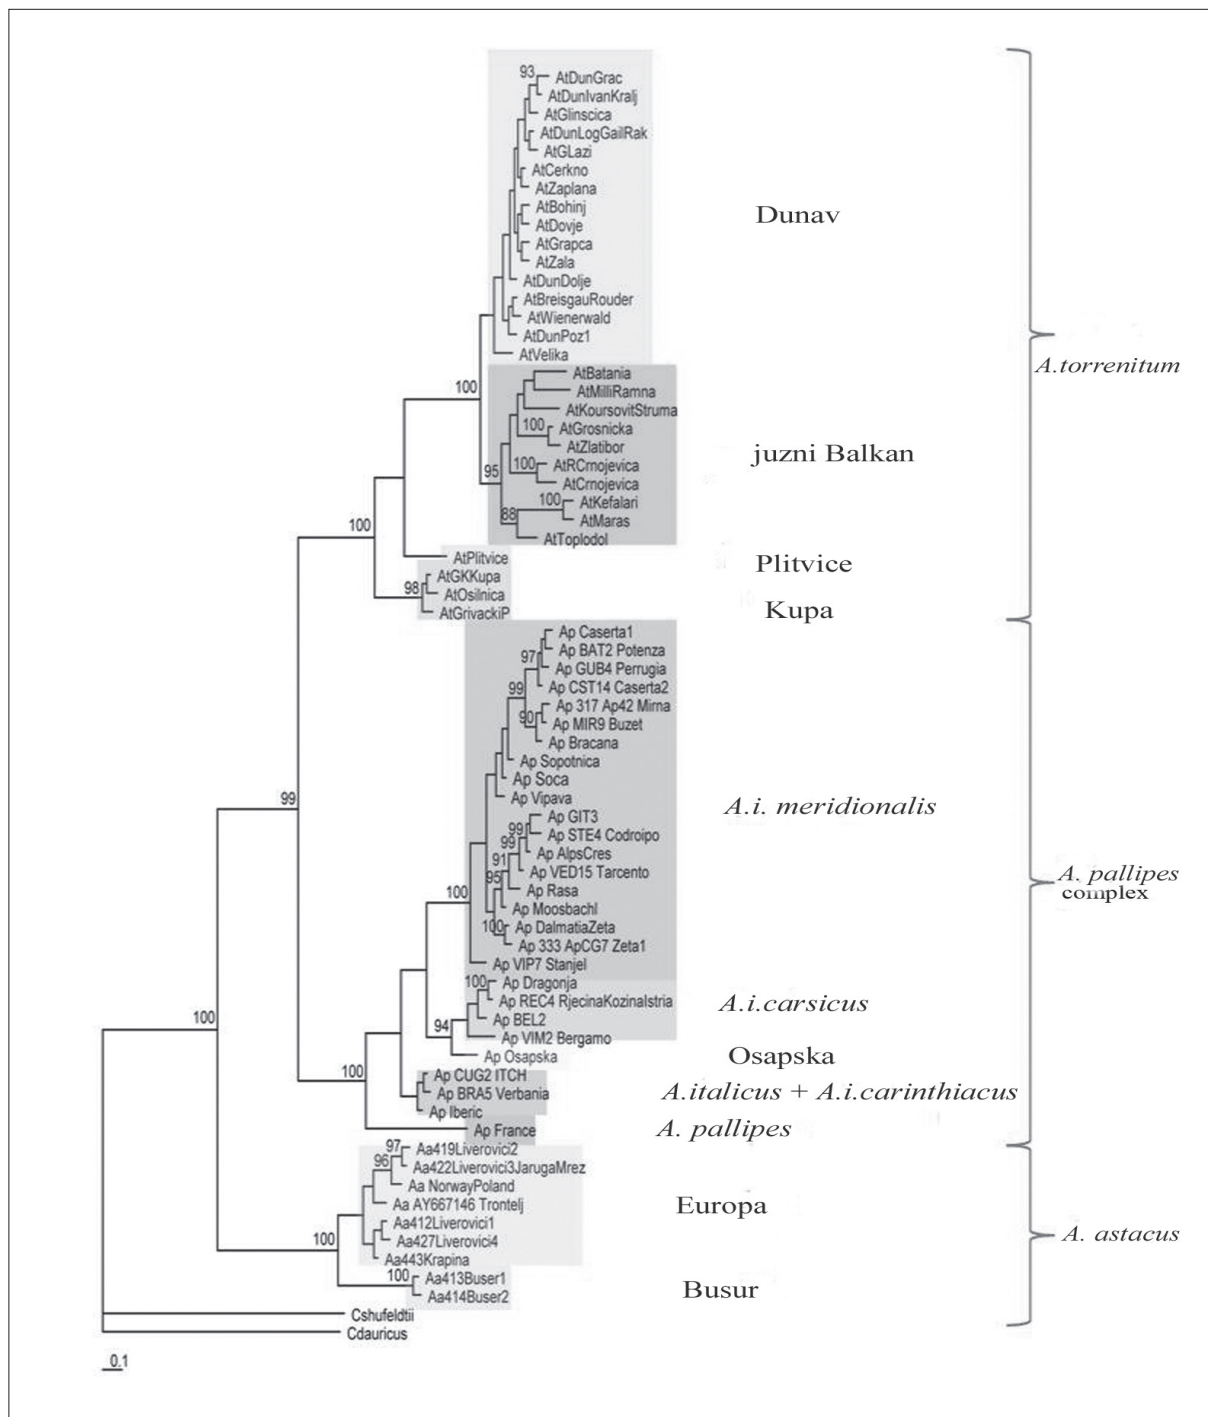 93
AtDunGrac
AtDunIvanKralj
AtGlinscica
AtDunLogGailRak
AtGLazi
AtCerkno
AtZaplana
AtBohinj
AtDovje
AtGrapca
AtZala
AtDunDolje
AtBreisgauRouder
AtWienerwald
AtDunPoz1
AtVelika
Dunav
100
AtBatania
AtMilliRamna
AtKoursovitStruma
100
AtGrosnicka
AtZlatibor
95
100
AtRCrnojevica
AtCrnojevica
100
AtKefalari
AtMaras
88
AtToplodol
juzni Balkan
A.torrenitum
100
AtPlitvice
Plitvice
98
AtGKKupa
AtOsilnica
AtGrivackiP
Kupa
99
Ap Caserta1
97
Ap BAT2 Potenza
Ap GUB4 Perrugia
Ap CST14 Caserta2
99
90
Ap 317 Ap42 Mirna
Ap MIR9 Buzet
Ap Bracana
Ap Sopotnica
Ap Soca
Ap Vipava
99
Ap GIT3
Ap STE4 Codroipo
99
Ap AlpsCres
91
Ap VED15 Tarcento
95
Ap Rasa
Ap Moosbachl
100
100
Ap DalmatiaZeta
Ap 333 ApCG7 Zeta1
Ap VIP7 Stanjel
A.i. meridionalis
A. pallipes
complex
100
Ap Dragonja
Ap REC4 RjecinaKozinaIstria
Ap BEL2
94
Ap VIM2 Bergamo
A.i.carsicus
Ap Osapska
Osapska
100
100
Ap CUG2 ITCH
Ap BRA5 Verbania
Ap Iberic
A.italicus + A.i.carinthiacus
Ap France
A. pallipes
97
Aa419Liverovici2
96
Aa422Liverovici3JarugaMrez
Aa NorwayPoland
Aa AY667146 Trontelj
Aa412Liverovici1
100
Aa427Liverovici4
Aa443Krapina
Europa
A. astacus
100
Aa413Buser1
Aa414Buser2
Busur
Cshufeldtii
Cdauricus
0.1